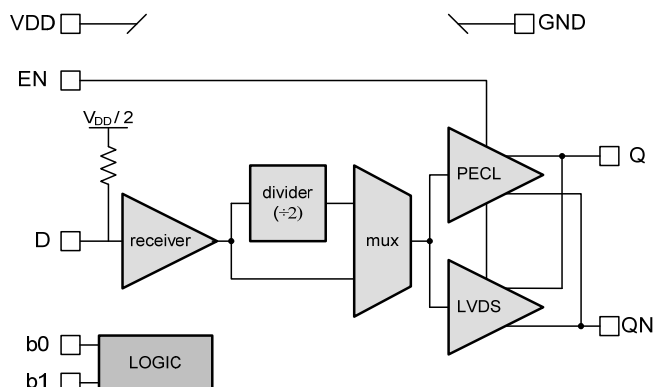 VDD
GND
EN
VDD / 2
PECL
Q
divider
(÷2)
D
receiver
mux
LVDS
QN
b0
LOGIC
b1